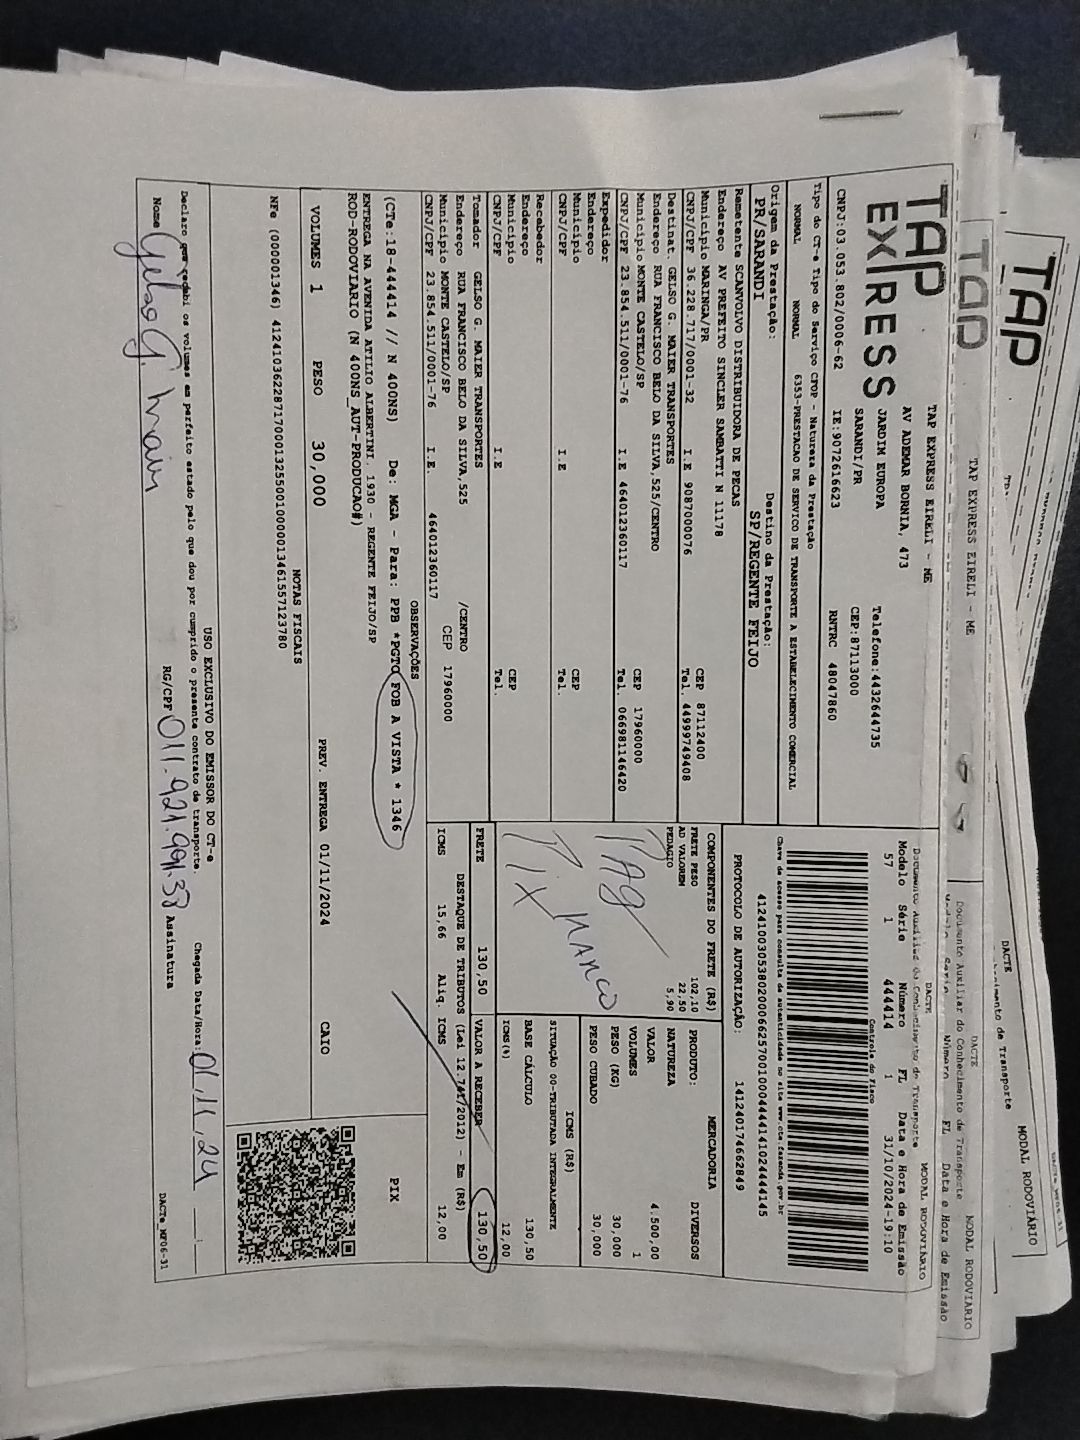 TAP EXPRESS
TAP EXPRESS EIRELI - ME
AV ADEMAR BORNIA, 473
JARDIM EUROPA
SARANDI/PR
CNPJ:03.053.802/0006-62 IE:9072616623
Telefone:4432644735
CEP:87113000
RNTRC 48047860
DACTE MODAL RODOVIÁRIO
Documento Auxiliar do Conhecimento de Transporte
Modelo Série Número FL Data e Hora de Emissão
57 1 444414 1 31/10/2024-19:10
Controle do Fisco
Tipo do CT-e Tipo do Serviço CFOP - Natureza da Prestação
NORMAL NORMAL 6353-PRESTACAO DE SERVICO DE TRANSPORTE A ESTABELECIMENTO COMERCIAL
Chave de acesso para consulta de autenticidade no site www.cte.fazenda.gov.br
41241003053802000662570010004444141024444145
PROTOCOLO DE AUTORIZAÇÃO: 141240174662849
Origem da Prestação: Destino da Prestação:
PR/SARANDI SP/REGENTE FEIJO
Remetente SCANVOLVO DISTRIBUIDORA DE PECAS
Endereço AV PREFEITO SINCLER SAMBATTI N 11178
Município MARINGA/PR CEP 87112400
CNPJ/CPF 36.228.717/0001-32 I.E 9087000076 Tel. 44999749408
Destinat. GELSO G. MAIER TRANSPORTES
Endereço RUA FRANCISCO BELO DA SILVA,525/CENTRO
Município MONTE CASTELO/SP CEP 17960000
CNPJ/CPF 23.854.511/0001-76 I.E 464012360117 Tel. 066981146420
Expedidor
Endereço
Município CEP
CNPJ/CPF I.E Tel.
Recebedor
Endereço
Município CEP
CNPJ/CPF I.E Tel.
Tomador GELSO G. MAIER TRANSPORTES
Endereço RUA FRANCISCO BELO DA SILVA,525 /CENTRO
Município MONTE CASTELO/SP CEP 17960000
CNPJ/CPF 23.854.511/0001-76 I.E. 464012360117
COMPONENTES DO FRETE (R$)
FRETE PESO 102,10
AD VALOREM 22,50
PEDAGIO 5,90
PAG
PIX MARCO
MERCADORIA
PRODUTO: DIVERSOS
NATUREZA
VALOR 4.500,00
VOLUMES 1
PESO (KG) 30,000
PESO CUBADO 30,000
ICMS (R$)
SITUAÇÃO 00-TRIBUTADA INTEGRALMENTE
BASE CÁLCULO 130,50
ICMS(%) 12,00
FRETE 130,50 VALOR A RECEBER 130,50
DESTAQUE DE TRIBUTOS (Lei 12.741/2012) - Em (R$)
ICMS 15,66 Aliq. ICMS 12,00
OBSERVAÇÕES
(CTe:18-444414 // N 400NS) De: MGA - Para: PPB *PGTO FOB A VISTA * 1346
ENTREGA NA AVENIDA ATILIO ALBERTINI, 1930 - REGENTE FEIJO/SP
ROD-RODOVIARIO (N 400NS_AUT-PRODUCAO#)
PIX
VOLUMES 1 PESO 30,000 PREV. ENTREGA 01/11/2024 CAIO
NOTAS FISCAIS
NFe (000001346) 41241036228717000132550010000013461557123780
USO EXCLUSIVO DO EMISSOR DO CT-e
Declaro que recebi os volumes em perfeito estado pelo que dou por cumprido o presente contrato de transporte.
Chegada Data/Hora: 01.11.24 __:__
Nome RG/CPF 011.921.991.38 Assinatura
DACTe_MF06-31